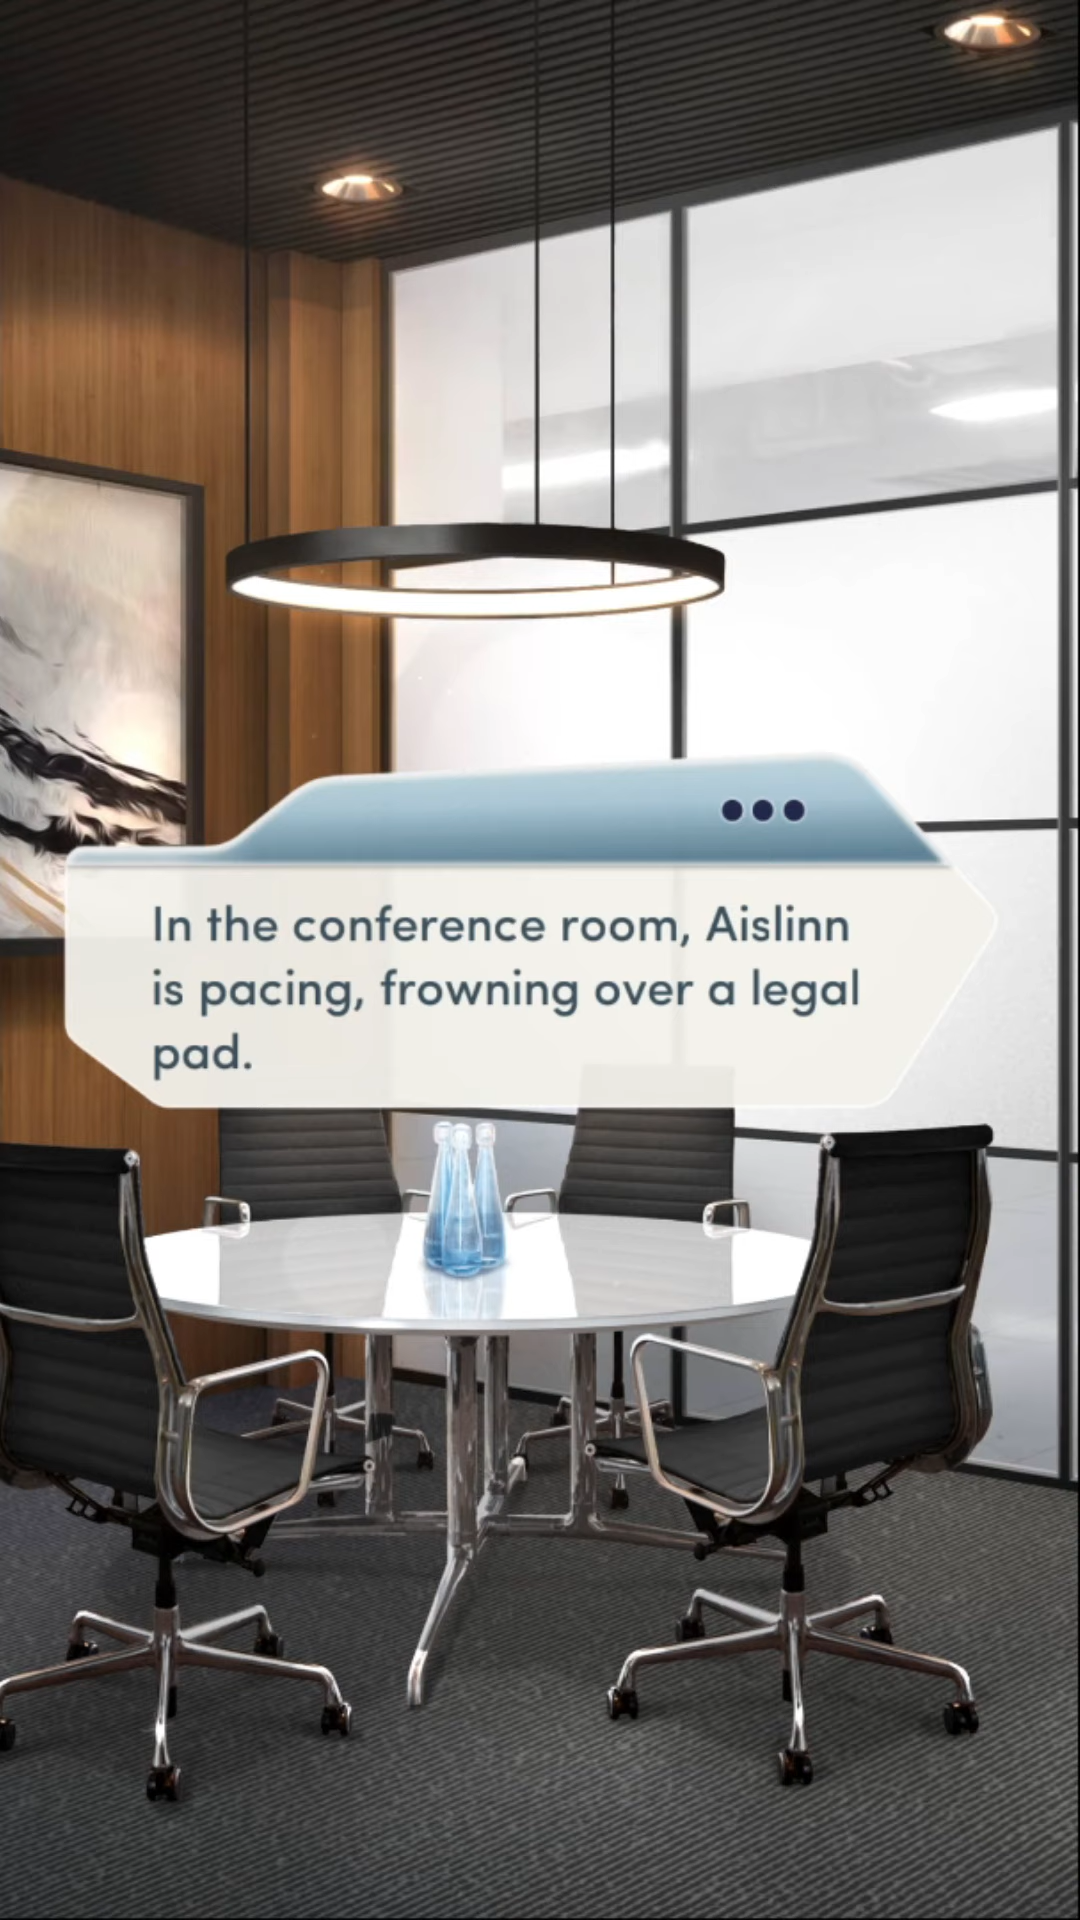 In the conference room, Aislinn
is pacing, frowning over a legal
pad.